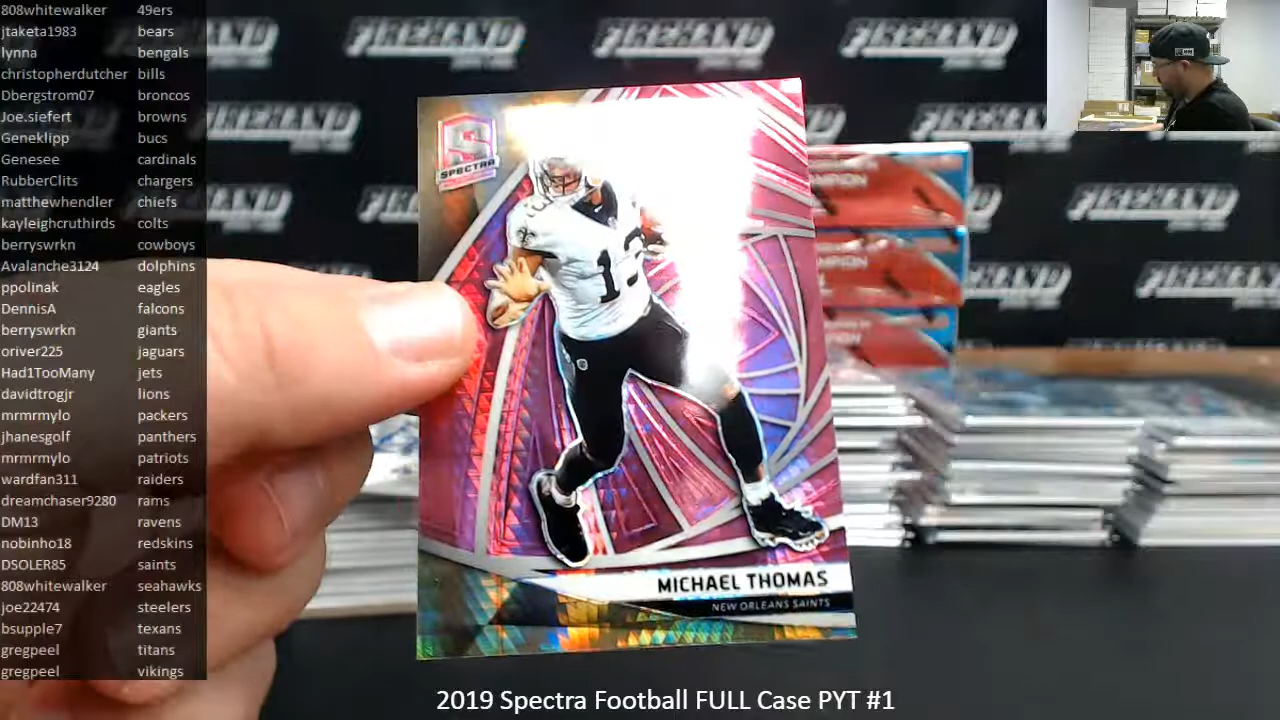 808whitewalker 49ers
jtaketa1983 bears
lynna bengals
christopherdutcher bills
Dbergstrom07 broncos
Joe.siefert browns
Geneklipp bucs
Genesee cardinals
RubberClits chargers
matthewhendler chiefs
kayleighcruthirds colts
berryswrkn cowboys
Avalanche3124 dolphins
ppolinak eagles
DennisA falcons
berryswrkn giants
oriver225 jaguars
Had1TooMany jets
davidtrogjr lions
mrmrmylo packers
jhanesgolf panthers
mrmrmylo patriots
wardfan311 raiders
dreamchaser9280 rams
DM13 ravens
nobinho18 redskins
DSOLER85 saints
808whitewalker seahawks
joe22474 steelers
bsupple7 texans
gregpeel titans
gregpeel vikings
S
SPECTRA
13
MICHAEL THOMAS
NEW ORLEANS SAINTS
FIREHAND
FIREHAND
FIREHAND
FIREHAND
2019 Spectra Football FULL Case PYT #1